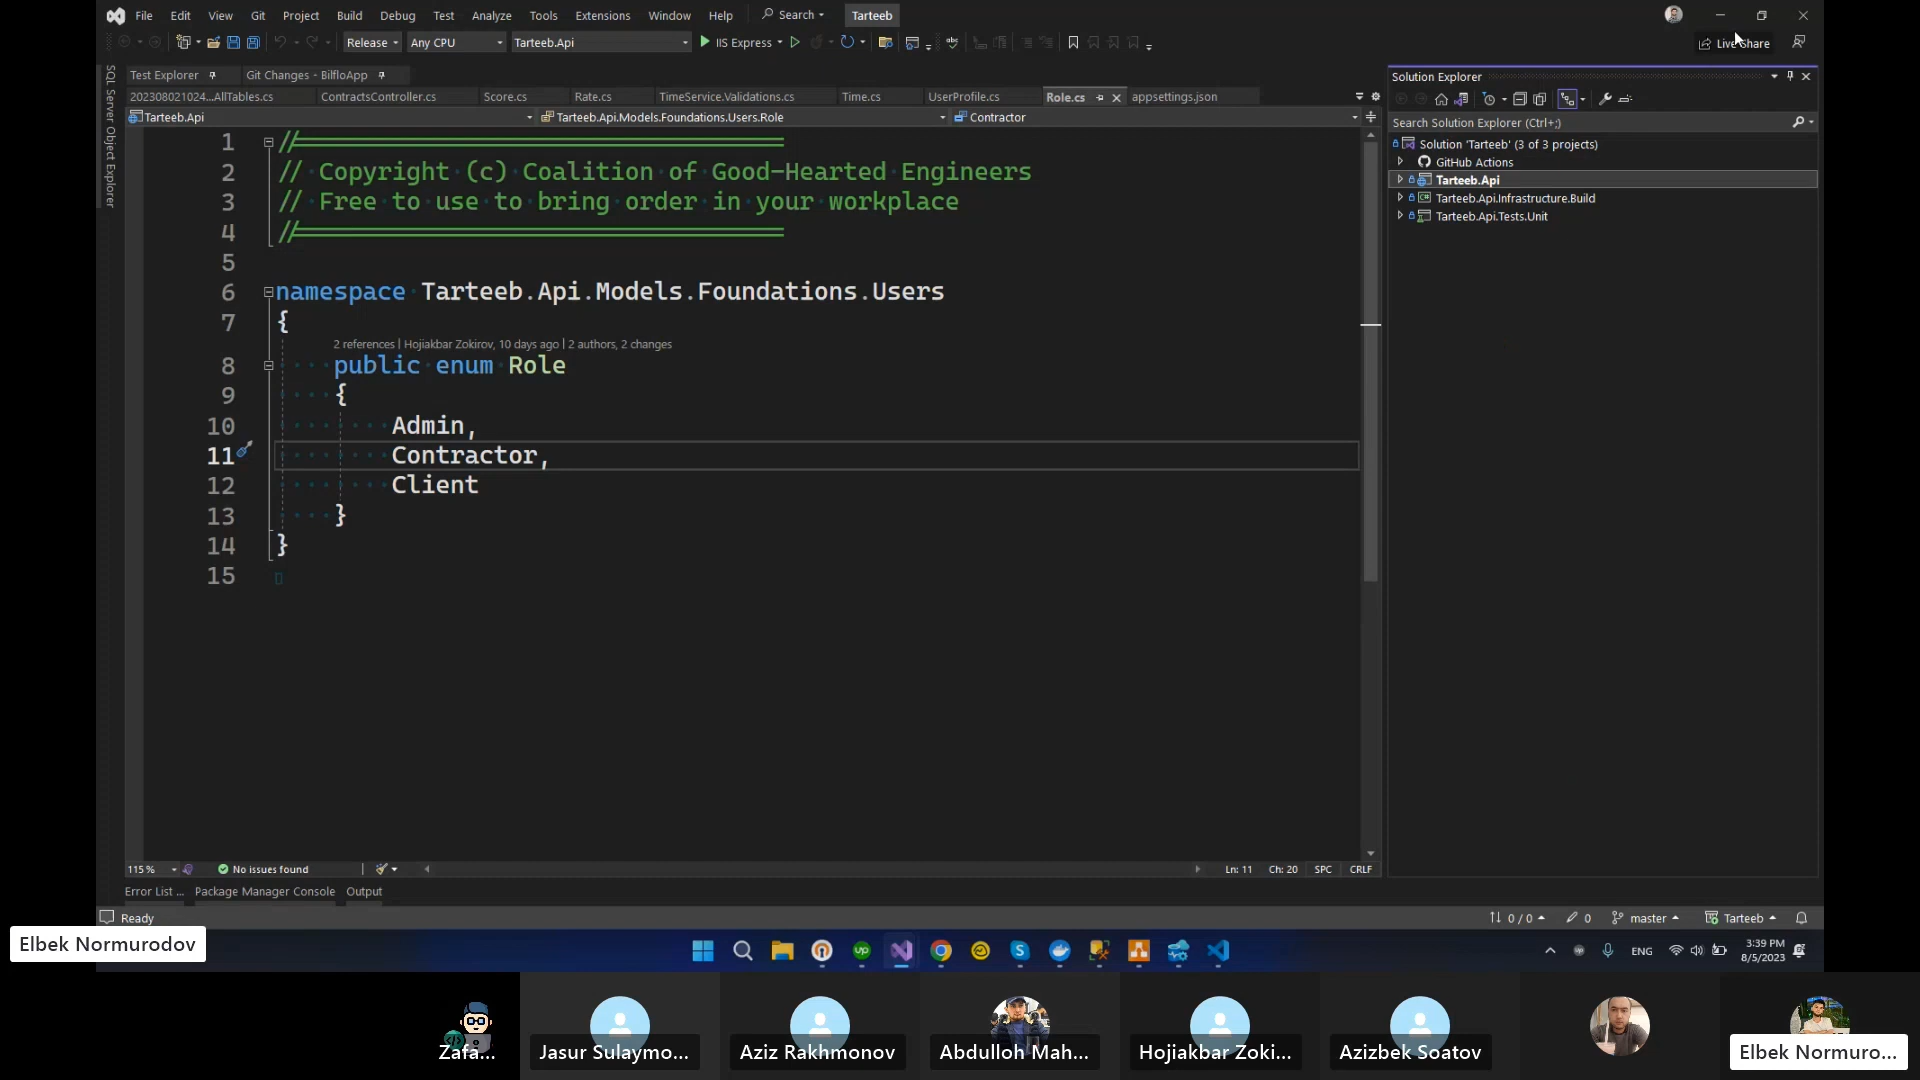 File Edit View Git Project Build Debug Test Analyze Tools Extensions Window Help Search Tarteeb
Release Any CPU Tarteeb.Api IIS Express Live Share
SQL Server Object Explorer
Test Explorer Git Changes - BilfloApp
202308021024...AllTables.cs ContractsController.cs Score.cs Rate.cs TimeService.Validations.cs Time.cs UserProfile.cs Role.cs appsettings.json
Tarteeb.Api Tarteeb.Api.Models.Foundations.Users.Role Contractor
1 //=================================
2 // Copyright (c) Coalition of Good-Hearted Engineers
3 // Free to use to bring order in your workplace
4 //=================================
5
6 namespace Tarteeb.Api.Models.Foundations.Users
7 {
2 references | Hojiakbar Zokirov, 10 days ago | 2 authors, 2 changes
8 public enum Role
9 {
10 Admin,
11 Contractor,
12 Client
13 }
14 }
15
Solution Explorer
Search Solution Explorer (Ctrl+;)
Solution 'Tarteeb' (3 of 3 projects)
GitHub Actions
Tarteeb.Api
Tarteeb.Api.Infrastructure.Build
Tarteeb.Api.Tests.Unit
115 % No issues found Ln: 11 Ch: 20 SPC CRLF
Error List ... Package Manager Console Output
Ready 0 / 0 0 master Tarteeb
Elbek Normurodov
ENG 3:39 PM
8/5/2023
Zafa... Jasur Sulaymo... Aziz Rakhmonov Abdulloh Mah... Hojiakbar Zoki... Azizbek Soatov Elbek Normuro...